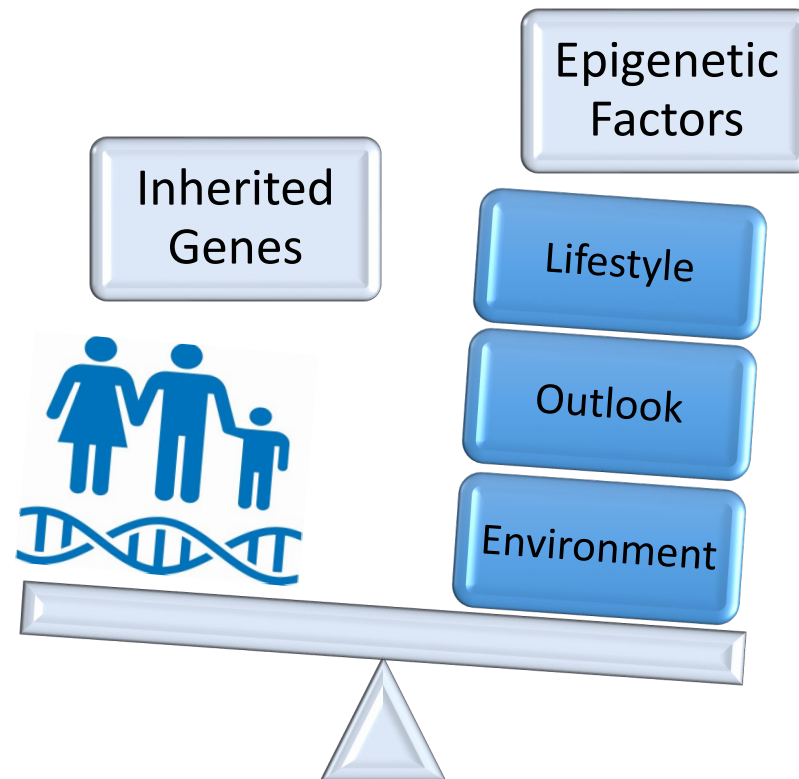 Inherited
Genes
Epigenetic
Factors
Lifestyle
Outlook
Environment